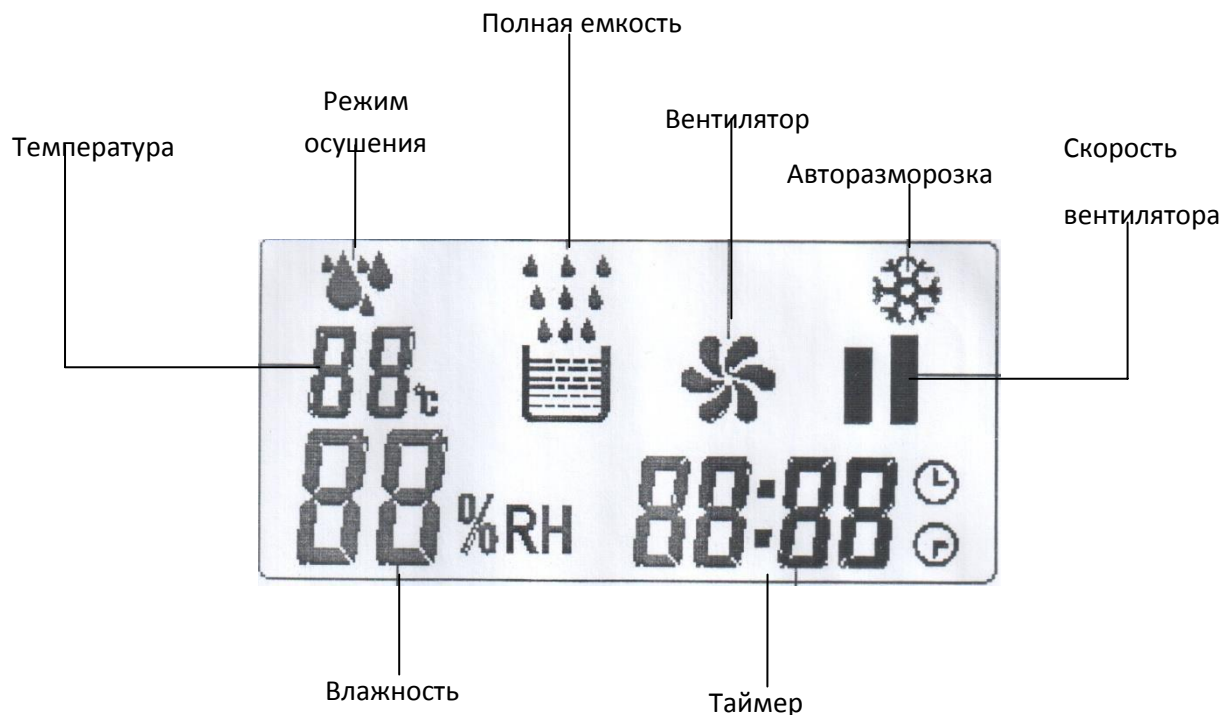 Полная емкость
Режим
осушения
Температура
Вентилятор
Скорость
Авторазморозка
вентилятора
88°C
88%RH
88:88
Влажность
Таймер